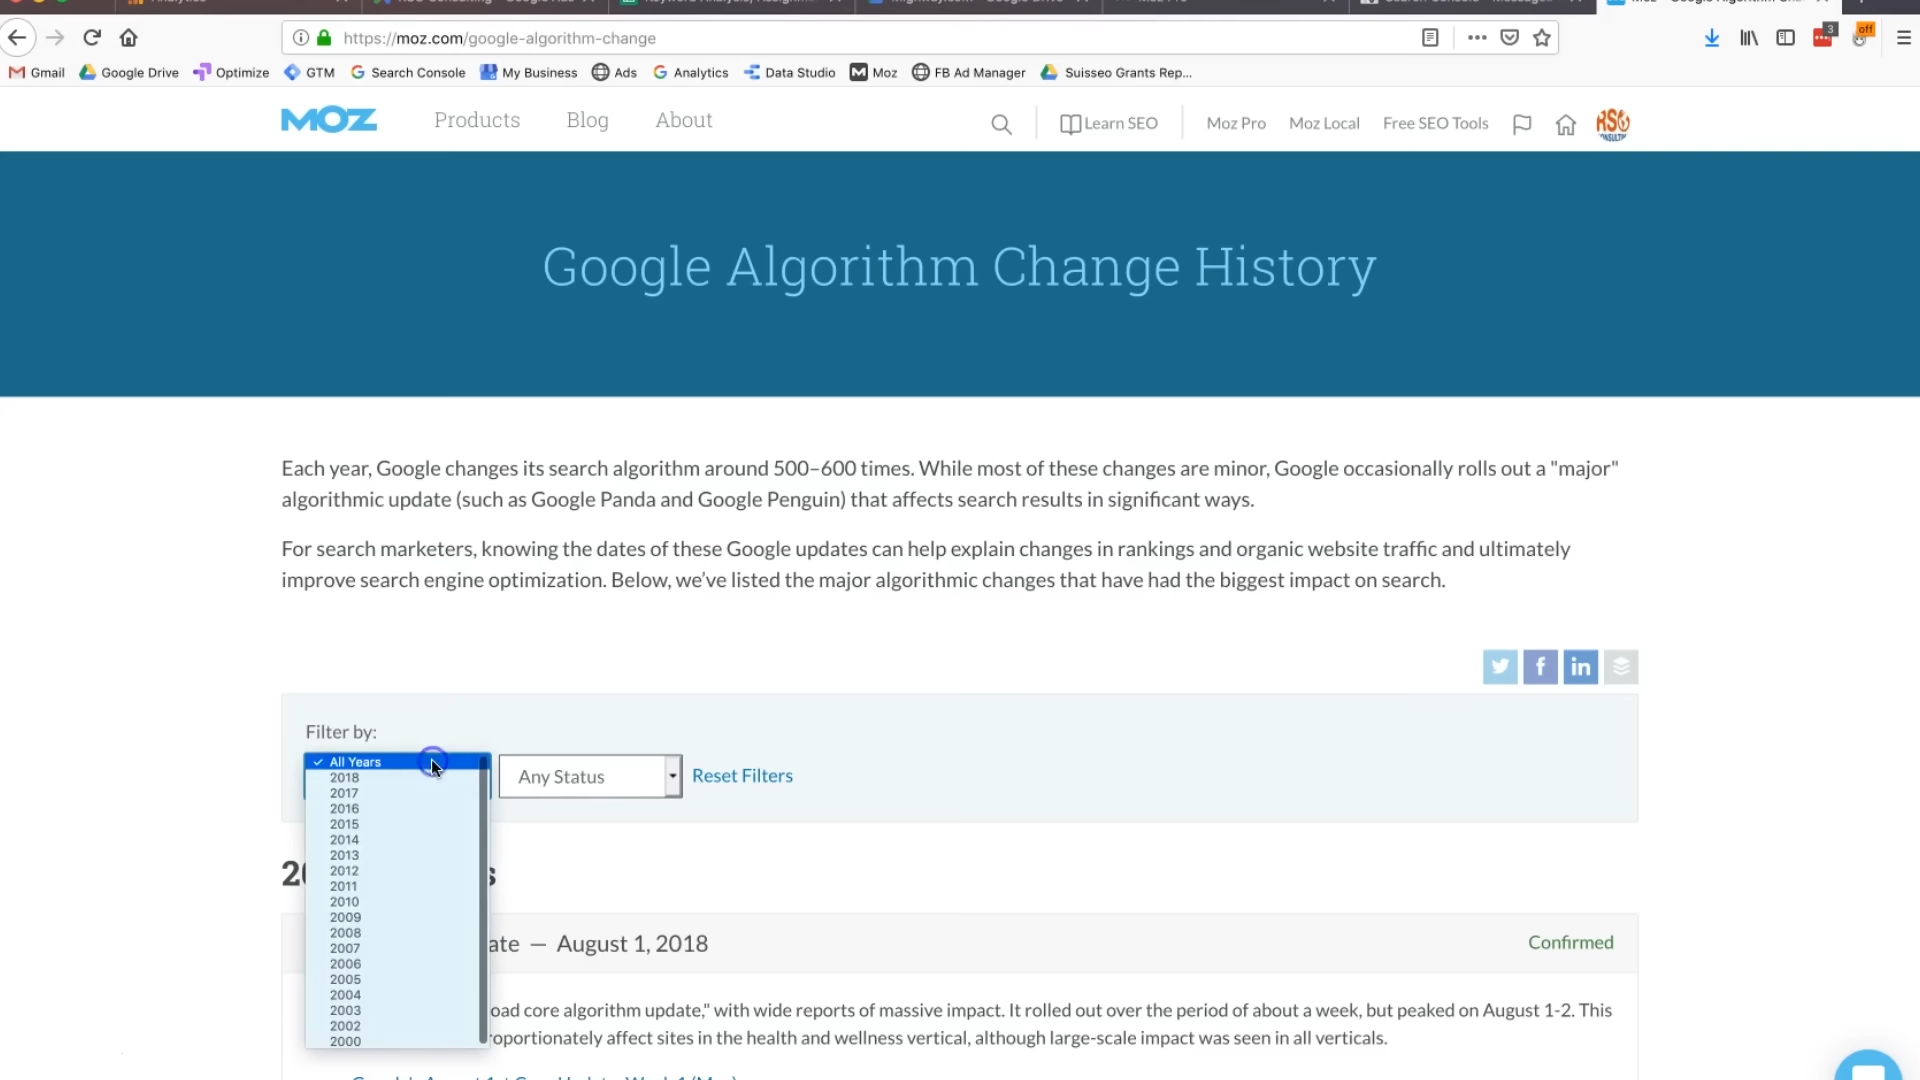 https://moz.com/google-algorithm-change
3
off
Gmail Google Drive Optimize GTM Search Console My Business Ads Analytics Data Studio Moz FB Ad Manager Suisseo Grants Rep...
MOZ Products Blog About Learn SEO Moz Pro Moz Local Free SEO Tools
RSO
Google Algorithm Change History
Each year, Google changes its search algorithm around 500–600 times. While most of these changes are minor, Google occasionally rolls out a "major"
algorithmic update (such as Google Panda and Google Penguin) that affects search results in significant ways.
For search marketers, knowing the dates of these Google updates can help explain changes in rankings and organic website traffic and ultimately
improve search engine optimization. Below, we’ve listed the major algorithmic changes that have had the biggest impact on search.
Filter by:
All Years
Any Status Reset Filters
2018
2017
2016
2015
2014
2013
2012
2011
2010
2009
2008
2007
2006
2005
2004
2003
2002
2000
ate — August 1, 2018 Confirmed
oad core algorithm update," with wide reports of massive impact. It rolled out over the period of about a week, but peaked on August 1-2. This
roportionately affect sites in the health and wellness vertical, although large-scale impact was seen in all verticals.